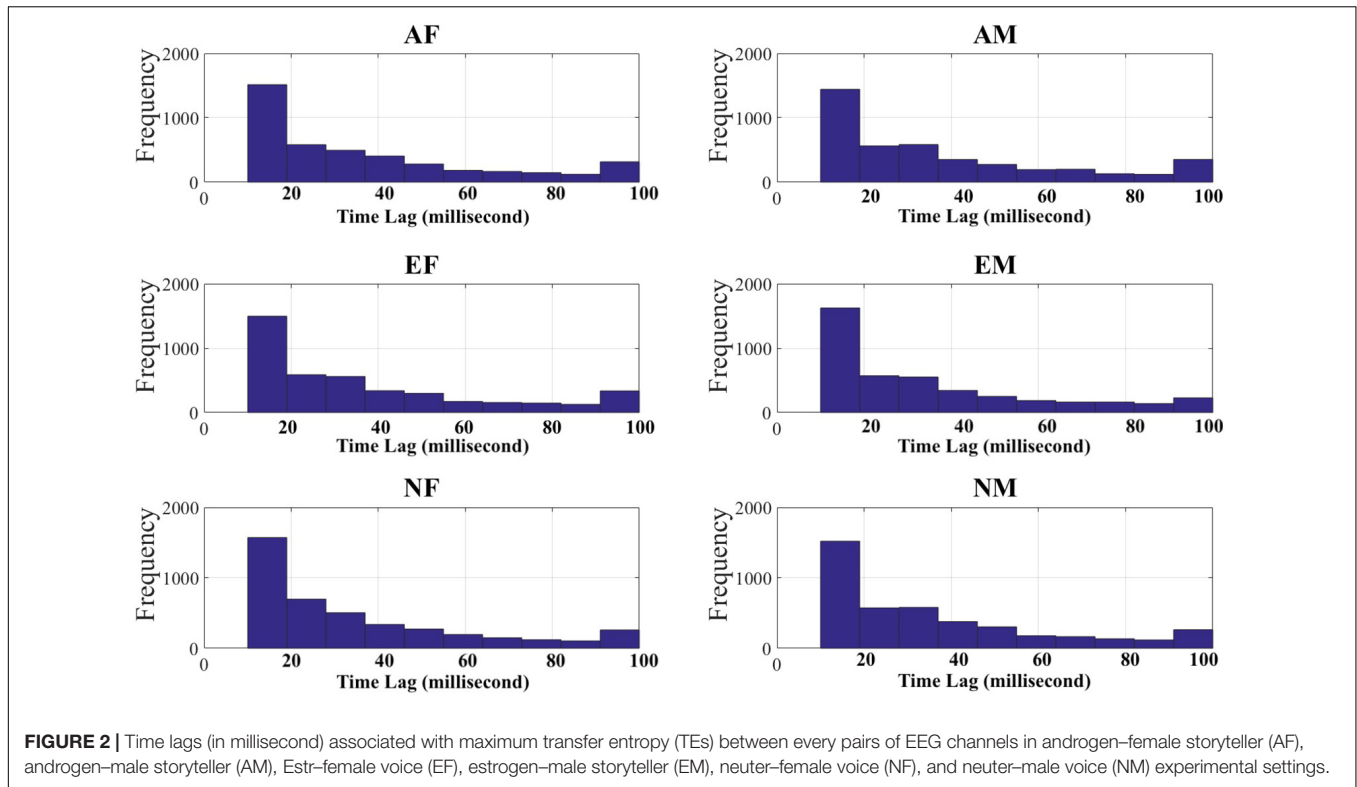 AF
2000
1000
0
Frequency
0
20
40
60
80
100
Time Lag (millisecond)
AM
2000
1000
0
Frequency
0
20
40
60
80
100
Time Lag (millisecond)
EF
2000
1000
0
Frequency
0
20
40
60
80
100
Time Lag (millisecond)
EM
2000
1000
0
Frequency
0
20
40
60
80
100
Time Lag (millisecond)
NF
2000
1000
0
Frequency
0
20
40
60
80
100
Time Lag (millisecond)
NM
2000
1000
0
Frequency
0
20
40
60
80
100
Time Lag (millisecond)
FIGURE 2 | Time lags (in millisecond) associated with maximum transfer entropy (TEs) between every pairs of EEG channels in androgen–female storyteller (AF),
androgen–male storyteller (AM), Estr–female voice (EF), estrogen–male storyteller (EM), neuter–female voice (NF), and neuter–male voice (NM) experimental settings.